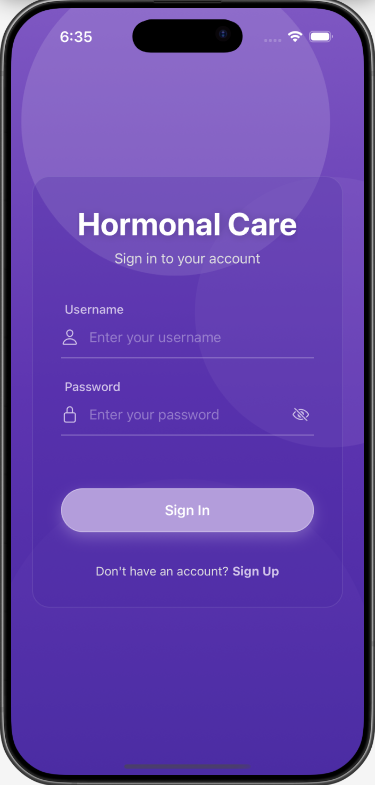 6:35
Hormonal Care
Sign in to your account
Username
Enter your username
Password
Enter your password
Sign In
Don't have an account? Sign Up